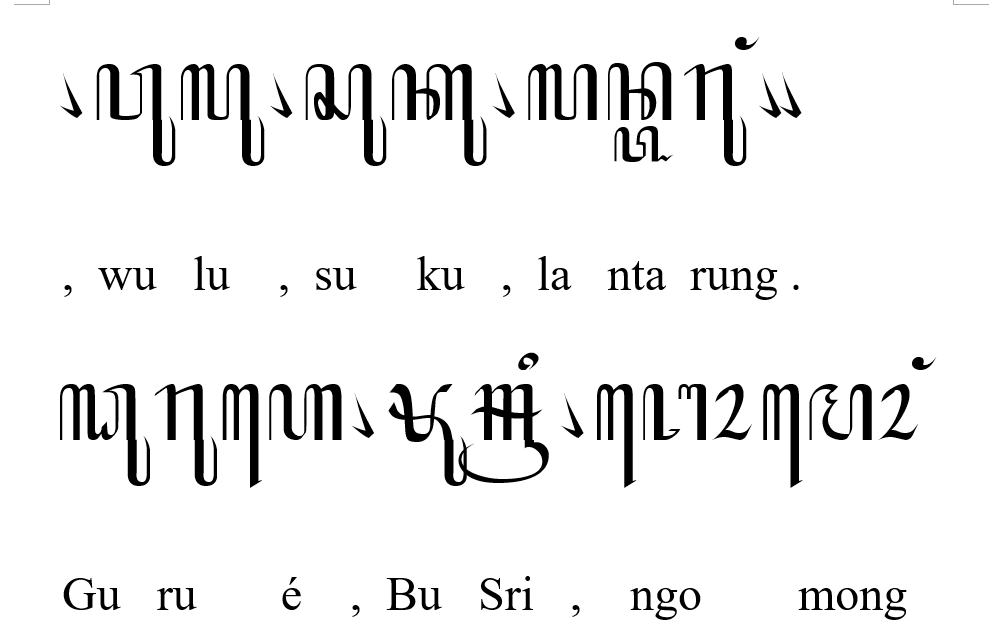 ꧈ꦮꦸꦭꦸ꧈ꦱꦸꦏꦸ꧈ꦭꦤ꧀ꦠꦫꦸꦁ꧉
, wu lu , su ku , la nta rung .
ꦓꦸꦫꦸꦲꦺ꧈ꦨꦸꦯꦿꦶ꧈ꦔꦺꦴꦩꦺꦴꦁ
Gu ru é , Bu Sri , ngo mong